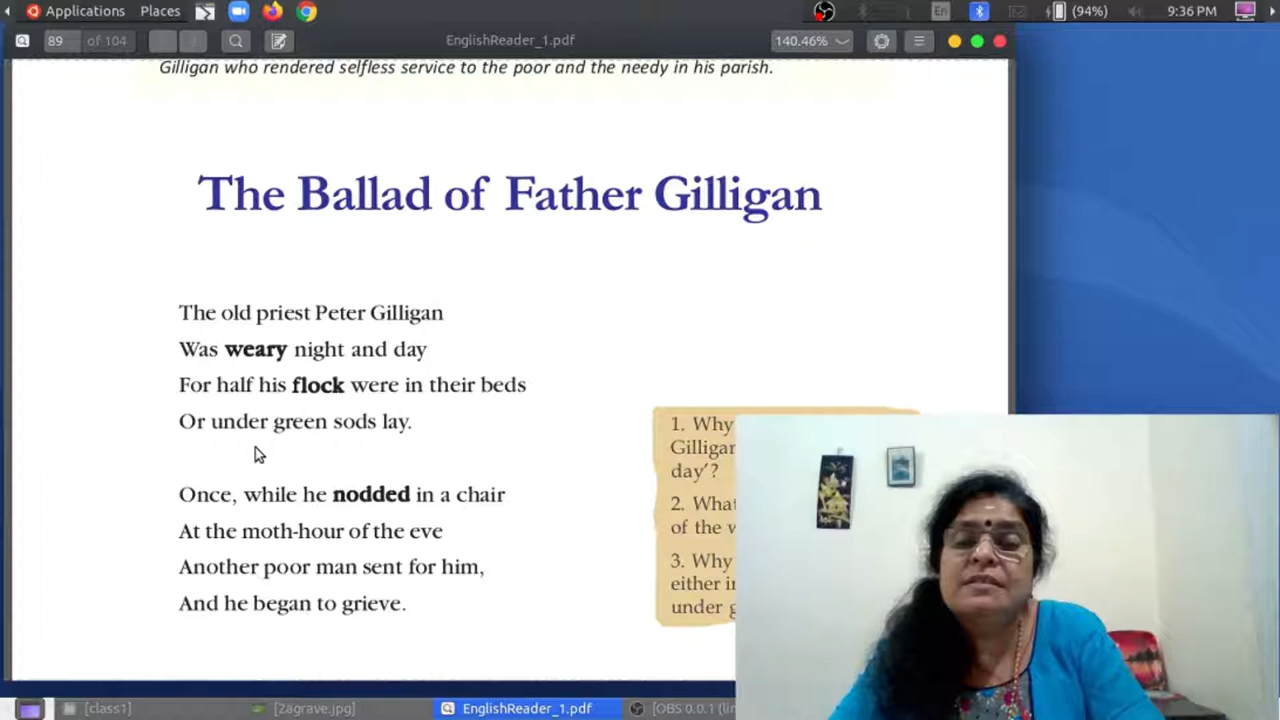 Applications Places En (94%) 9:36 PM
89 of 104 EnglishReader_1.pdf 140.46%
Gilligan who rendered selfless service to the poor and the needy in his parish.
The Ballad of Father Gilligan
The old priest Peter Gilligan
Was weary night and day
For half his flock were in their beds
Or under green sods lay.
Once, while he nodded in a chair
At the moth-hour of the eve
Another poor man sent for him,
And he began to grieve.
1. Why
Gilligan
day'?
2. What
of the
3. Why
either
under
[class1] [2agrave.jpg] EnglishReader_1.pdf [OBS 0.0.1